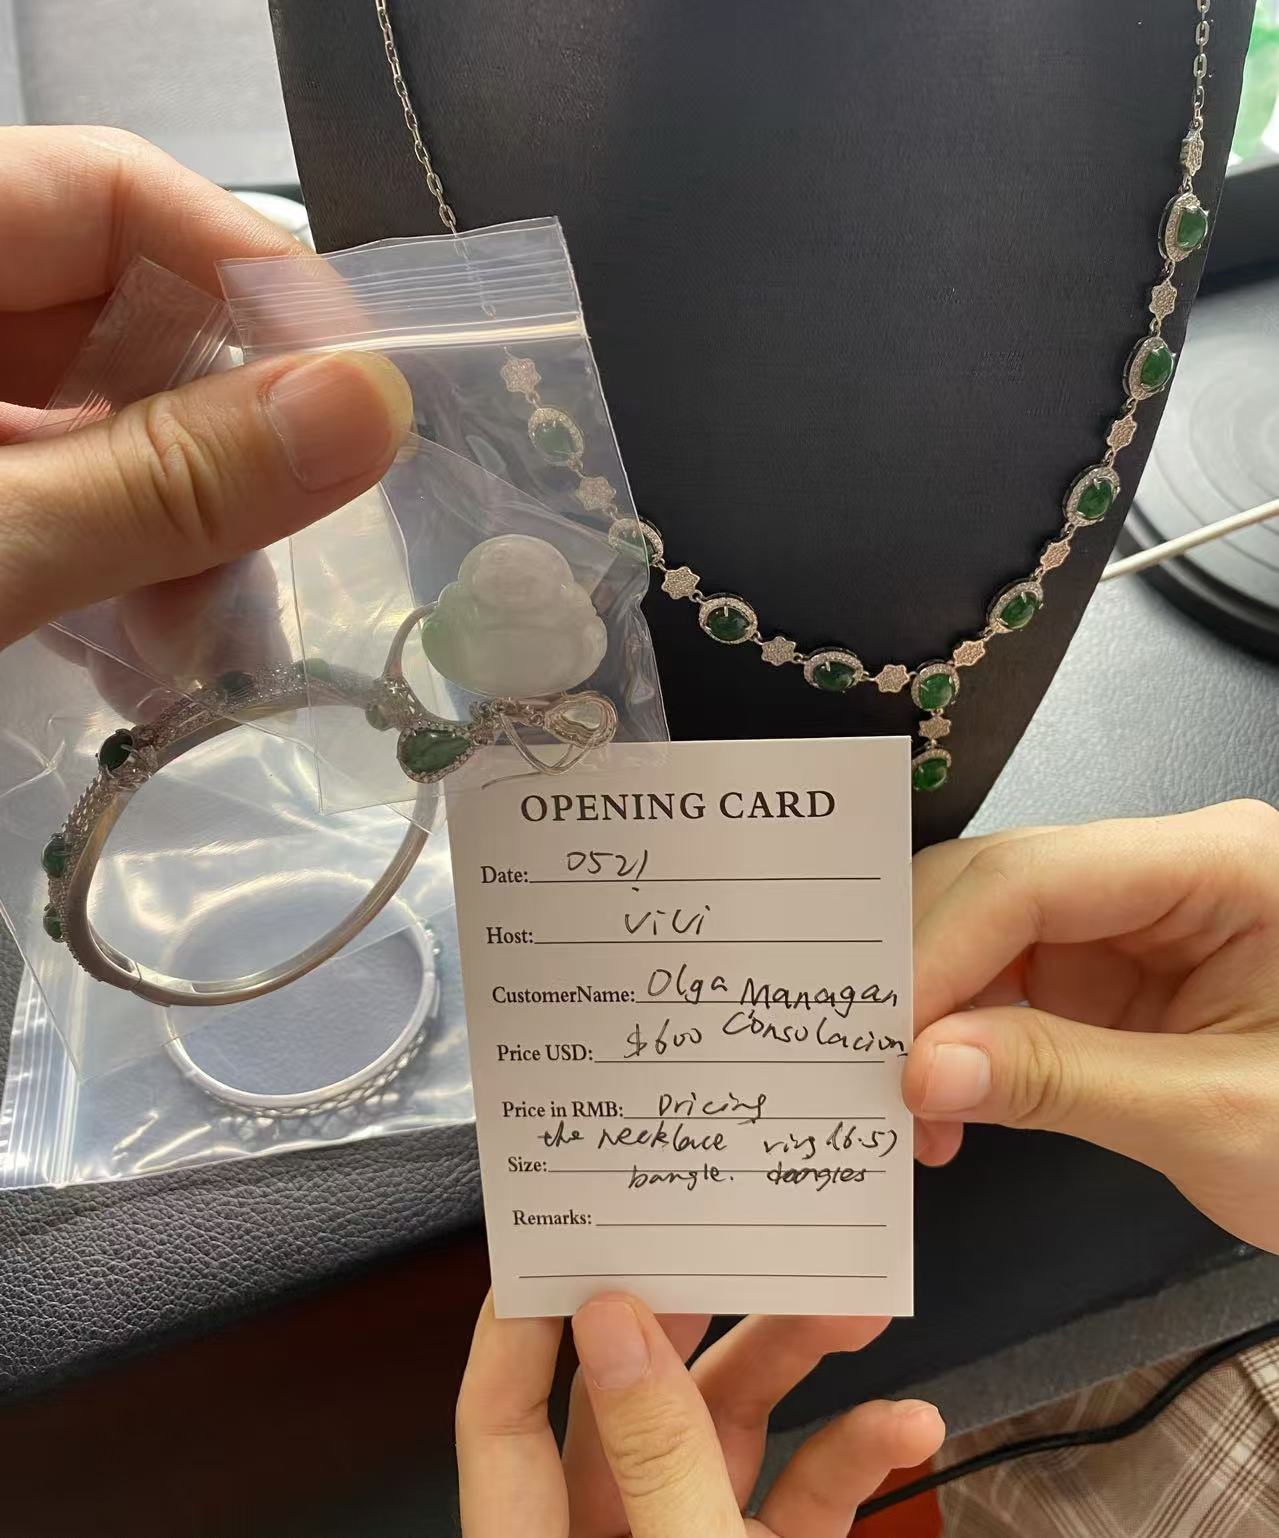 OPENING CARD
Date: 0521
Host: ViVi
CustomerName: Olga Managan
Consolacion
Price USD: $600
Price in RMB: Pricing
the necklace ring (6.5)
Size: bangle.
Remarks: